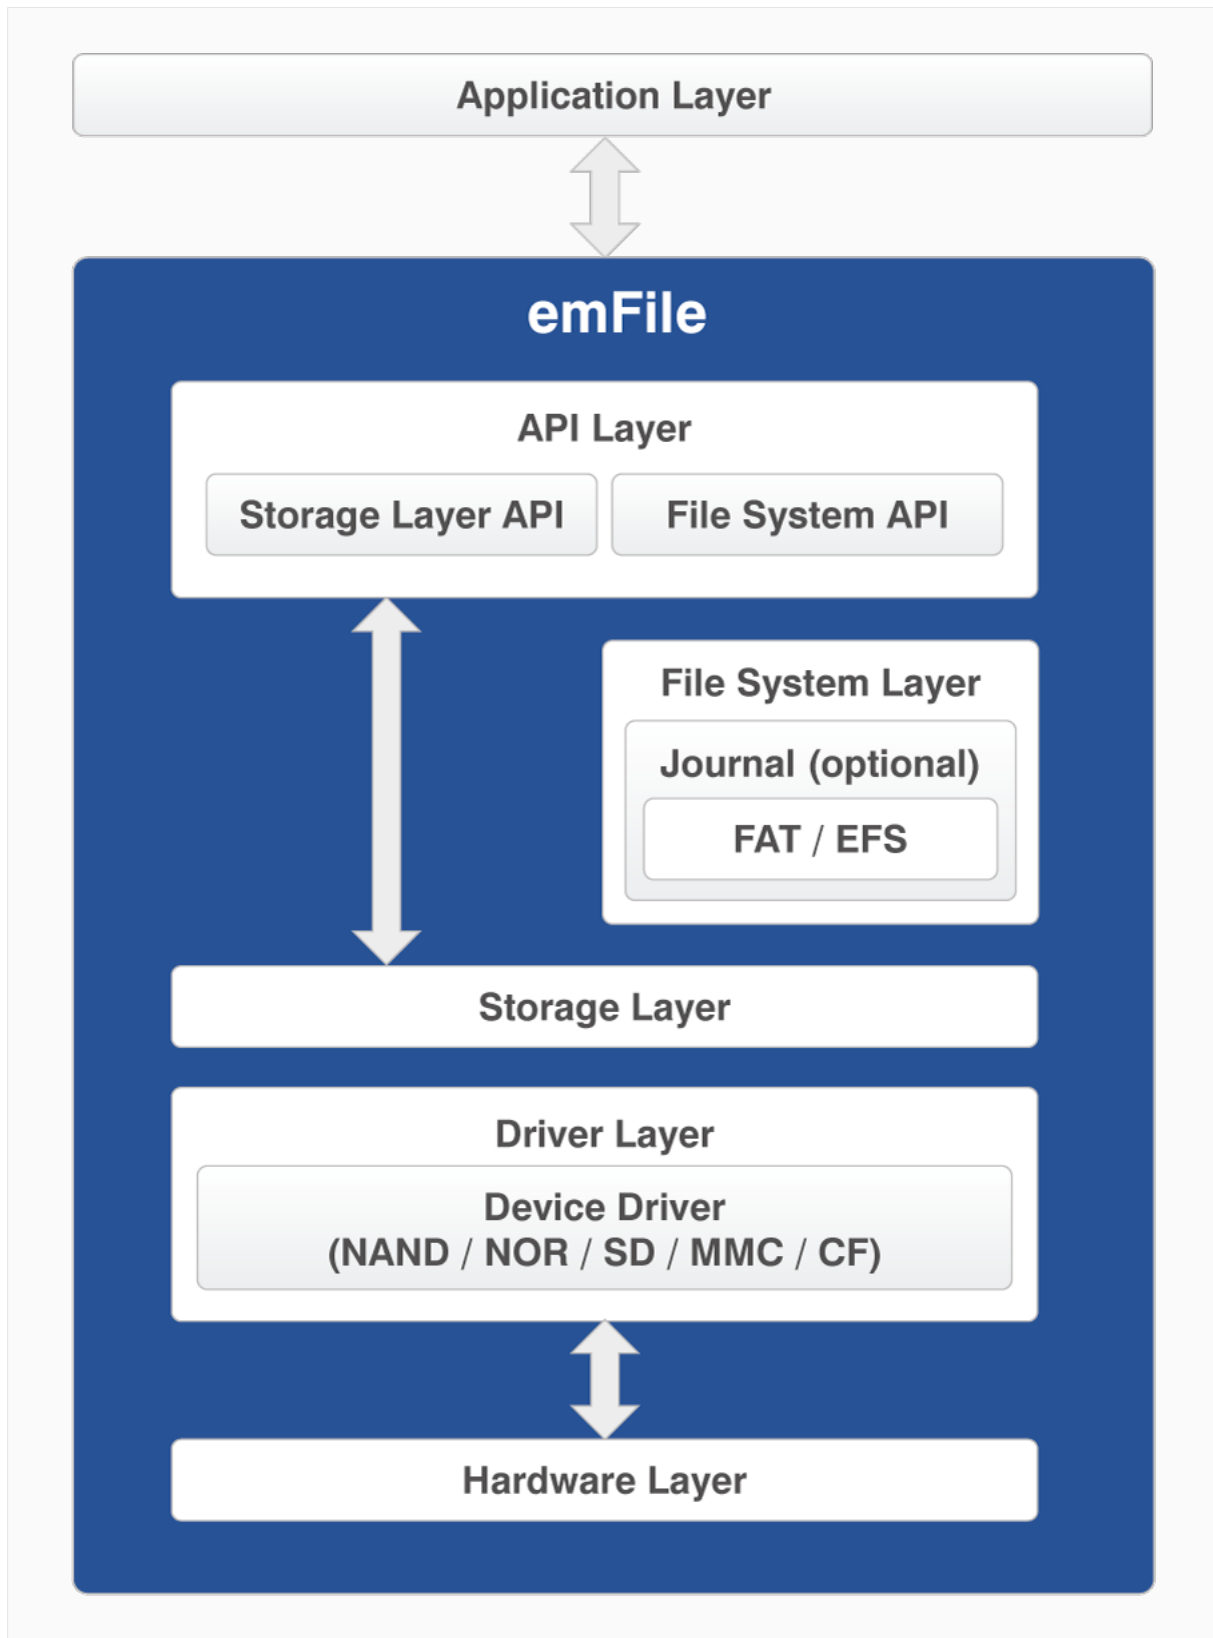 Application Layer
emFile
API Layer
Storage Layer API
File System API
File System Layer
Journal (optional)
FAT / EFS
Storage Layer
Driver Layer
Device Driver
(NAND / NOR / SD / MMC / CF)
Hardware Layer